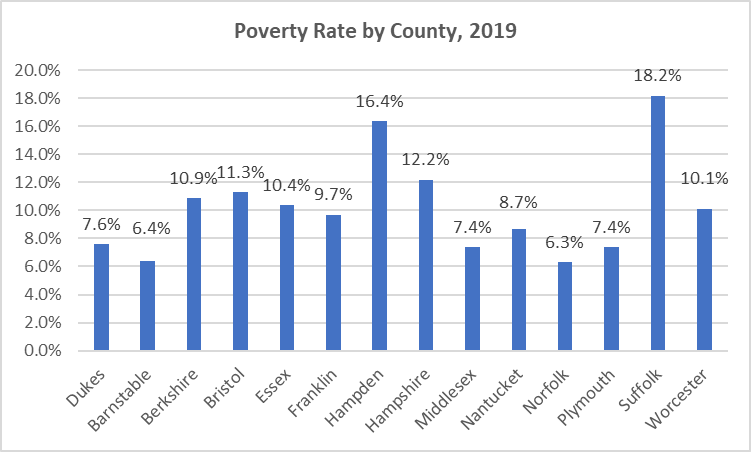 Poverty Rate by County, 2019
20.0%
18.0%
16.0%
14.0%
12.0%
10.0%
8.0%
6.0%
4.0%
2.0%
0.0%
7.6%
6.4%
10.9%
11.3%
10.4%
9.7%
16.4%
12.2%
7.4%
8.7%
6.3%
7.4%
18.2%
10.1%
Dukes
Barnstable
Berkshire
Bristol
Essex
Franklin
Hampden
Hampshire
Middlesex
Nantucket
Norfolk
Plymouth
Suffolk
Worcester